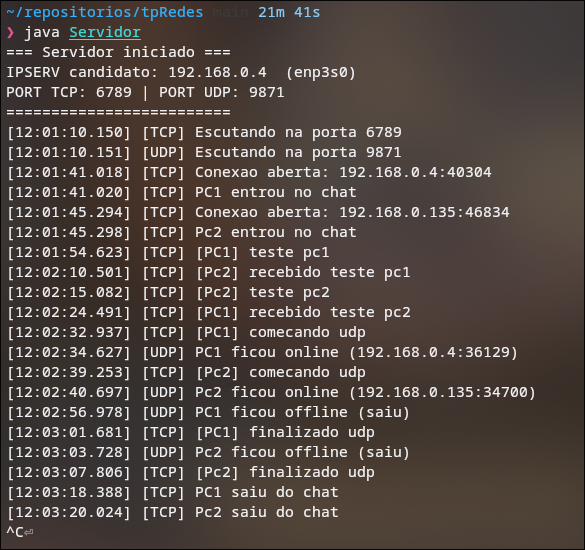 ~/repositorios/tpRedes main 21m 41s
❯ java Servidor
=== Servidor iniciado ===
IPSERV candidato: 192.168.0.4  (enp3s0)
PORT TCP: 6789 | PORT UDP: 9871
=========================
[12:01:10.150] [TCP] Escutando na porta 6789
[12:01:10.151] [UDP] Escutando na porta 9871
[12:01:41.018] [TCP] Conexao aberta: 192.168.0.4:40304
[12:01:41.020] [TCP] PC1 entrou no chat
[12:01:45.294] [TCP] Conexao aberta: 192.168.0.135:46834
[12:01:45.298] [TCP] Pc2 entrou no chat
[12:01:54.623] [TCP] [PC1] teste pc1
[12:02:10.501] [TCP] [Pc2] recebido teste pc1
[12:02:15.082] [TCP] [Pc2] teste pc2
[12:02:24.491] [TCP] [PC1] recebido teste pc2
[12:02:32.937] [TCP] [PC1] comecando udp
[12:02:34.627] [UDP] PC1 ficou online (192.168.0.4:36129)
[12:02:39.253] [TCP] [Pc2] comecando udp
[12:02:40.697] [UDP] Pc2 ficou online (192.168.0.135:34700)
[12:02:56.978] [UDP] PC1 ficou offline (saiu)
[12:03:01.681] [TCP] [PC1] finalizado udp
[12:03:03.728] [UDP] Pc2 ficou offline (saiu)
[12:03:07.806] [TCP] [Pc2] finalizado udp
[12:03:18.388] [TCP] PC1 saiu do chat
[12:03:20.024] [TCP] Pc2 saiu do chat
^C⏎